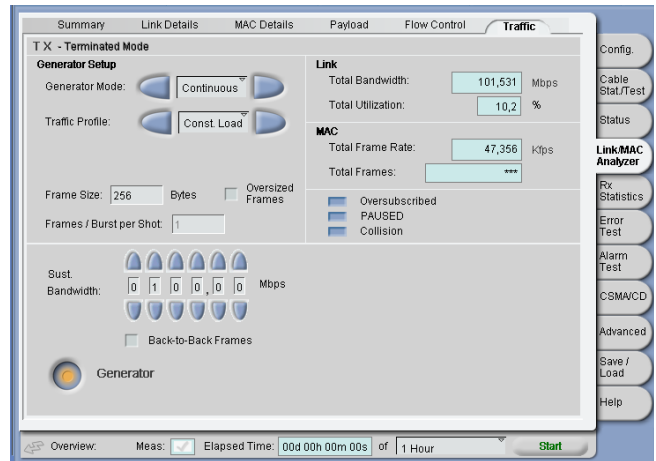 Summary Link Details MAC Details Payload Flow Control Traffic
TX - Terminated Mode
Generator Setup
Generator Mode: Continuous
Traffic Profile: Const. Load
Frame Size: 256 Bytes Oversized Frames
Frames / Burst per Shot: 1
Link
Total Bandwidth: 101,531 Mbps
Total Utilization: 10,2 %
MAC
Total Frame Rate: 47,356 Kfps
Total Frames: ***
Oversubscribed
PAUSED
Collision
Sust. Bandwidth: 0 1 0 0 , 0 0 Mbps
Back-to-Back Frames
Generator
Config.
Cable
Stat./Test
Status
Link/MAC
Analyzer
Rx
Statistics
Error
Test
Alarm
Test
CSMA/CD
Advanced
Save /
Load
Help
Overview: Meas: Elapsed Time: 00d 00h 00m 00s of 1 Hour Start